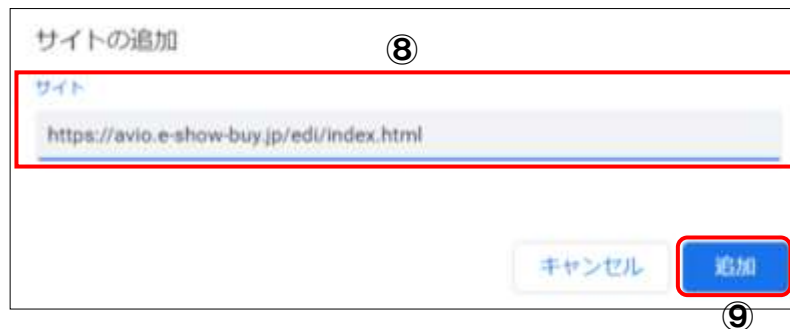 サイトの追加
⑧
サイト
https://avio.e-show-buy.jp/edi/index.html
キャンセル
追加
⑨